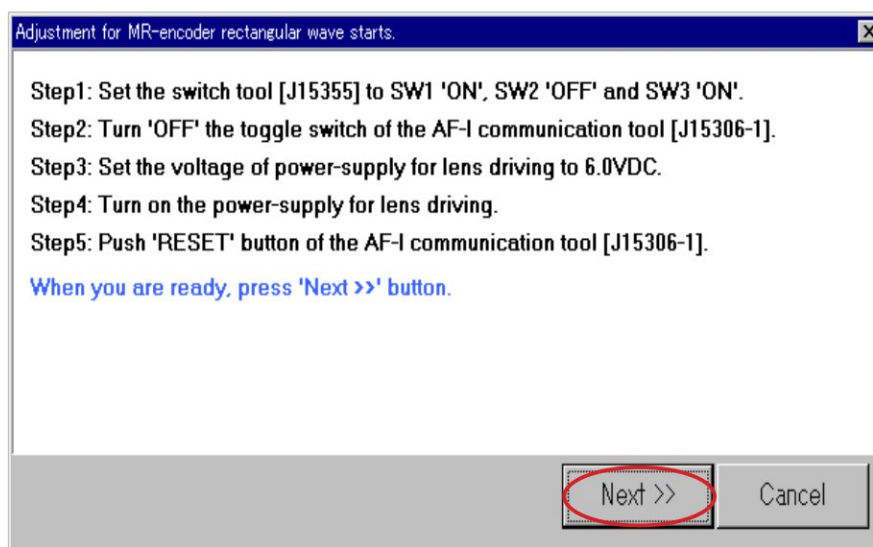 Adjustment for MR-encoder rectangular wave starts.
Step1: Set the switch tool [J15355] to SW1 'ON', SW2 'OFF' and SW3 'ON'.
Step2: Turn 'OFF' the toggle switch of the AF-I communication tool [J15306-1].
Step3: Set the voltage of power-supply for lens driving to 6.0VDC.
Step4: Turn on the power-supply for lens driving.
Step5: Push 'RESET' button of the AF-I communication tool [J15306-1].
When you are ready, press 'Next >>' button.
Next >> Cancel